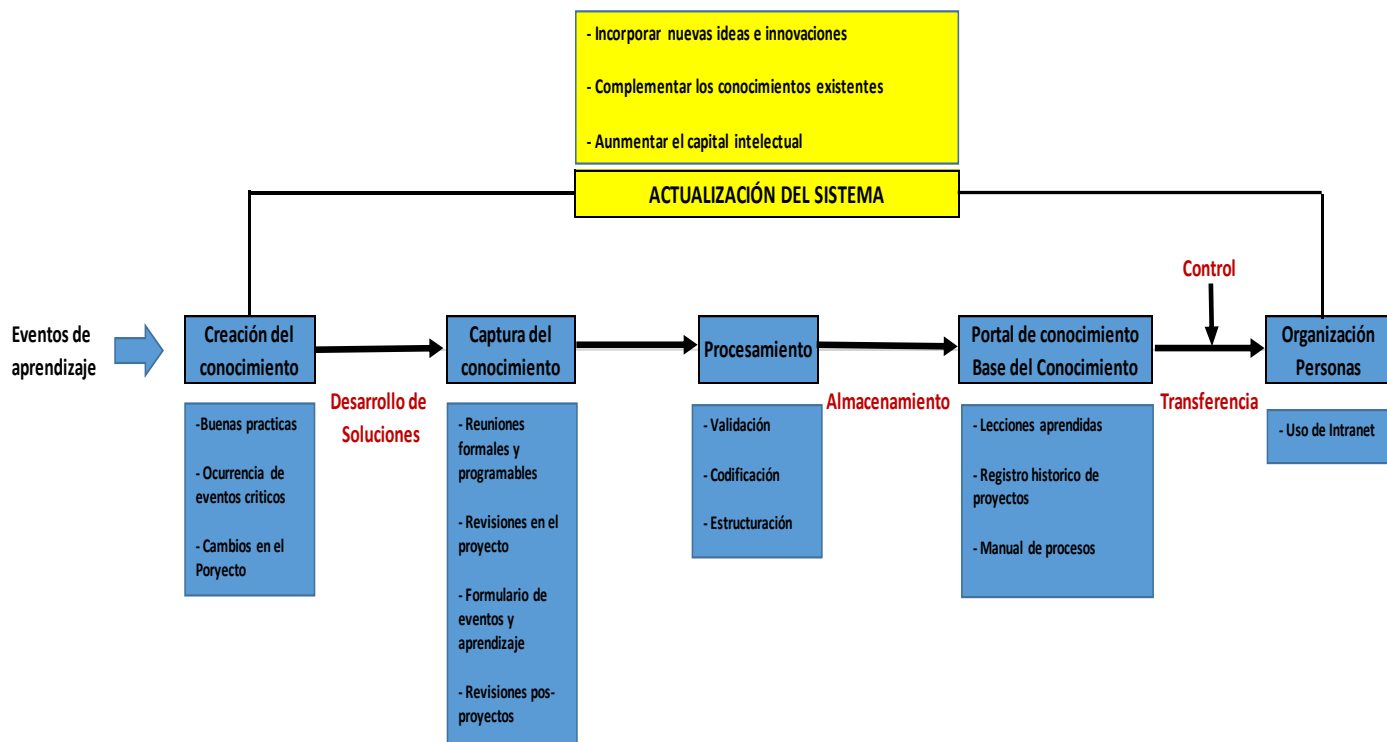 - Incorporar nuevas ideas e innovaciones
- Complementar los conocimientos existentes
- Aunmentar el capital intelectual
ACTUALIZACIÓN DEL SISTEMA
Control
Eventos de
aprendizaje
Creación del
conocimiento
Captura del
conocimiento
Procesamiento
Portal de conocimiento
Base del Conocimiento
Organización
Personas
Desarrollo de
Soluciones
Almacenamiento
Transferencia
-Buenas practicas
- Ocurrencia de
eventos criticos
- Cambios en el
Poryecto
- Reuniones
formales y
programables
- Revisiones en el
proyecto
- Formulario de
eventos y
aprendizaje
- Revisiones pos-
proyectos
- Validación
- Codificación
- Estructuración
- Lecciones aprendidas
- Registro historico de
proyectos
- Manual de procesos
- Uso de Intranet